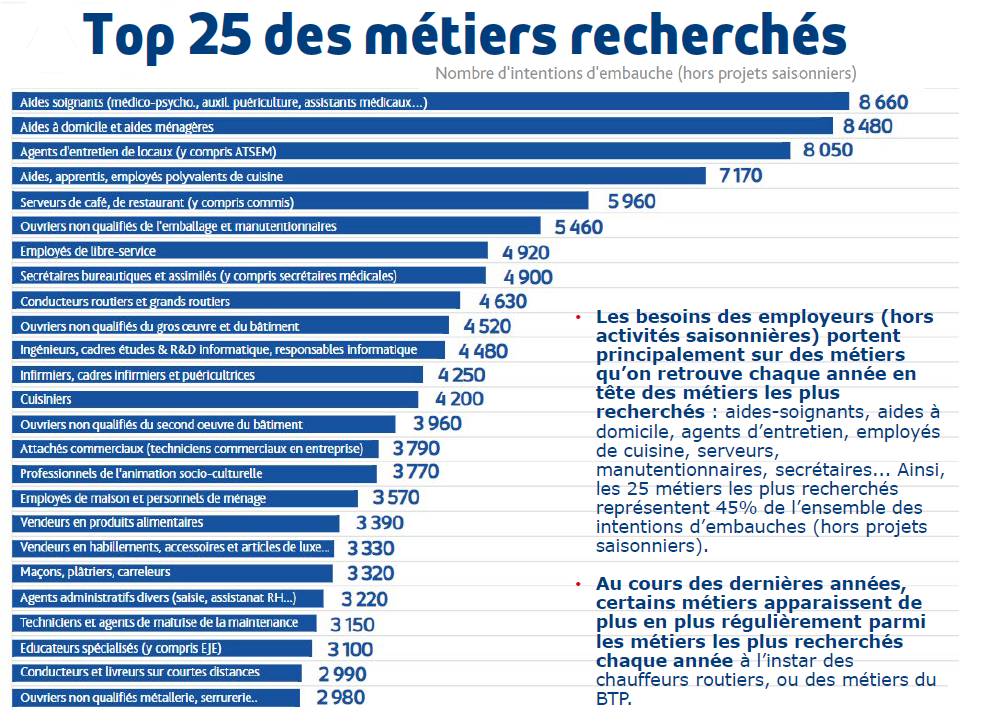 Top 25 des métiers recherchés
Nombre d'intentions d'embauche (hors projets saisonniers)
Aides soignants (médico-psycho., auxil. puériculture, assistants médicaux...) 8 660
Aides à domicile et aides ménagères 8 480
Agents d'entretien de locaux (y compris ATSEM) 8 050
Aides, apprentis, employés polyvalents de cuisine 7 170
Serveurs de café, de restaurant (y compris commis) 5 960
Ouvriers non qualifiés de l'emballage et manutentionnaires 5 460
Employés de libre-service 4 920
Secrétaires bureautiques et assimilés (y compris secrétaires médicales) 4 900
Conducteurs routiers et grands routiers 4 630
Ouvriers non qualifiés du gros œuvre et du bâtiment 4 520
Ingénieurs, cadres études & R&D informatique, responsables informatique 4 480
Infirmiers, cadres infirmiers et puéricultrices 4 250
Cuisiniers 4 200
Ouvriers non qualifiés du second oeuvre du bâtiment 3 960
Attachés commerciaux (techniciens commerciaux en entreprise) 3 790
Professionnels de l'animation socio-culturelle 3 770
Employés de maison et personnels de ménage 3 570
Vendeurs en produits alimentaires 3 390
Vendeurs en habillements, accessoires et articles de luxe... 3 330
Maçons, plâtriers, carreleurs 3 320
Agents administratifs divers (saisie, assistanat RH...) 3 220
Techniciens et agents de maîtrise de la maintenance 3 150
Educateurs spécialisés (y compris EJE) 3 100
Conducteurs et livreurs sur courtes distances 2 990
Ouvriers non qualifiés métallerie, serrurerie.. 2 980
• Les besoins des employeurs (hors
activités saisonnières) portent
principalement sur des métiers
qu'on retrouve chaque année en
tête des métiers les plus
recherchés : aides-soignants, aides à
domicile, agents d'entretien, employés
de cuisine, serveurs,
manutentionnaires, secrétaires... Ainsi,
les 25 métiers les plus recherchés
représentent 45% de l'ensemble des
intentions d'embauches (hors projets
saisonniers).
• Au cours des dernières années,
certains métiers apparaissent de
plus en plus régulièrement parmi
les métiers les plus recherchés
chaque année à l'instar des
chauffeurs routiers, ou des métiers du
BTP.